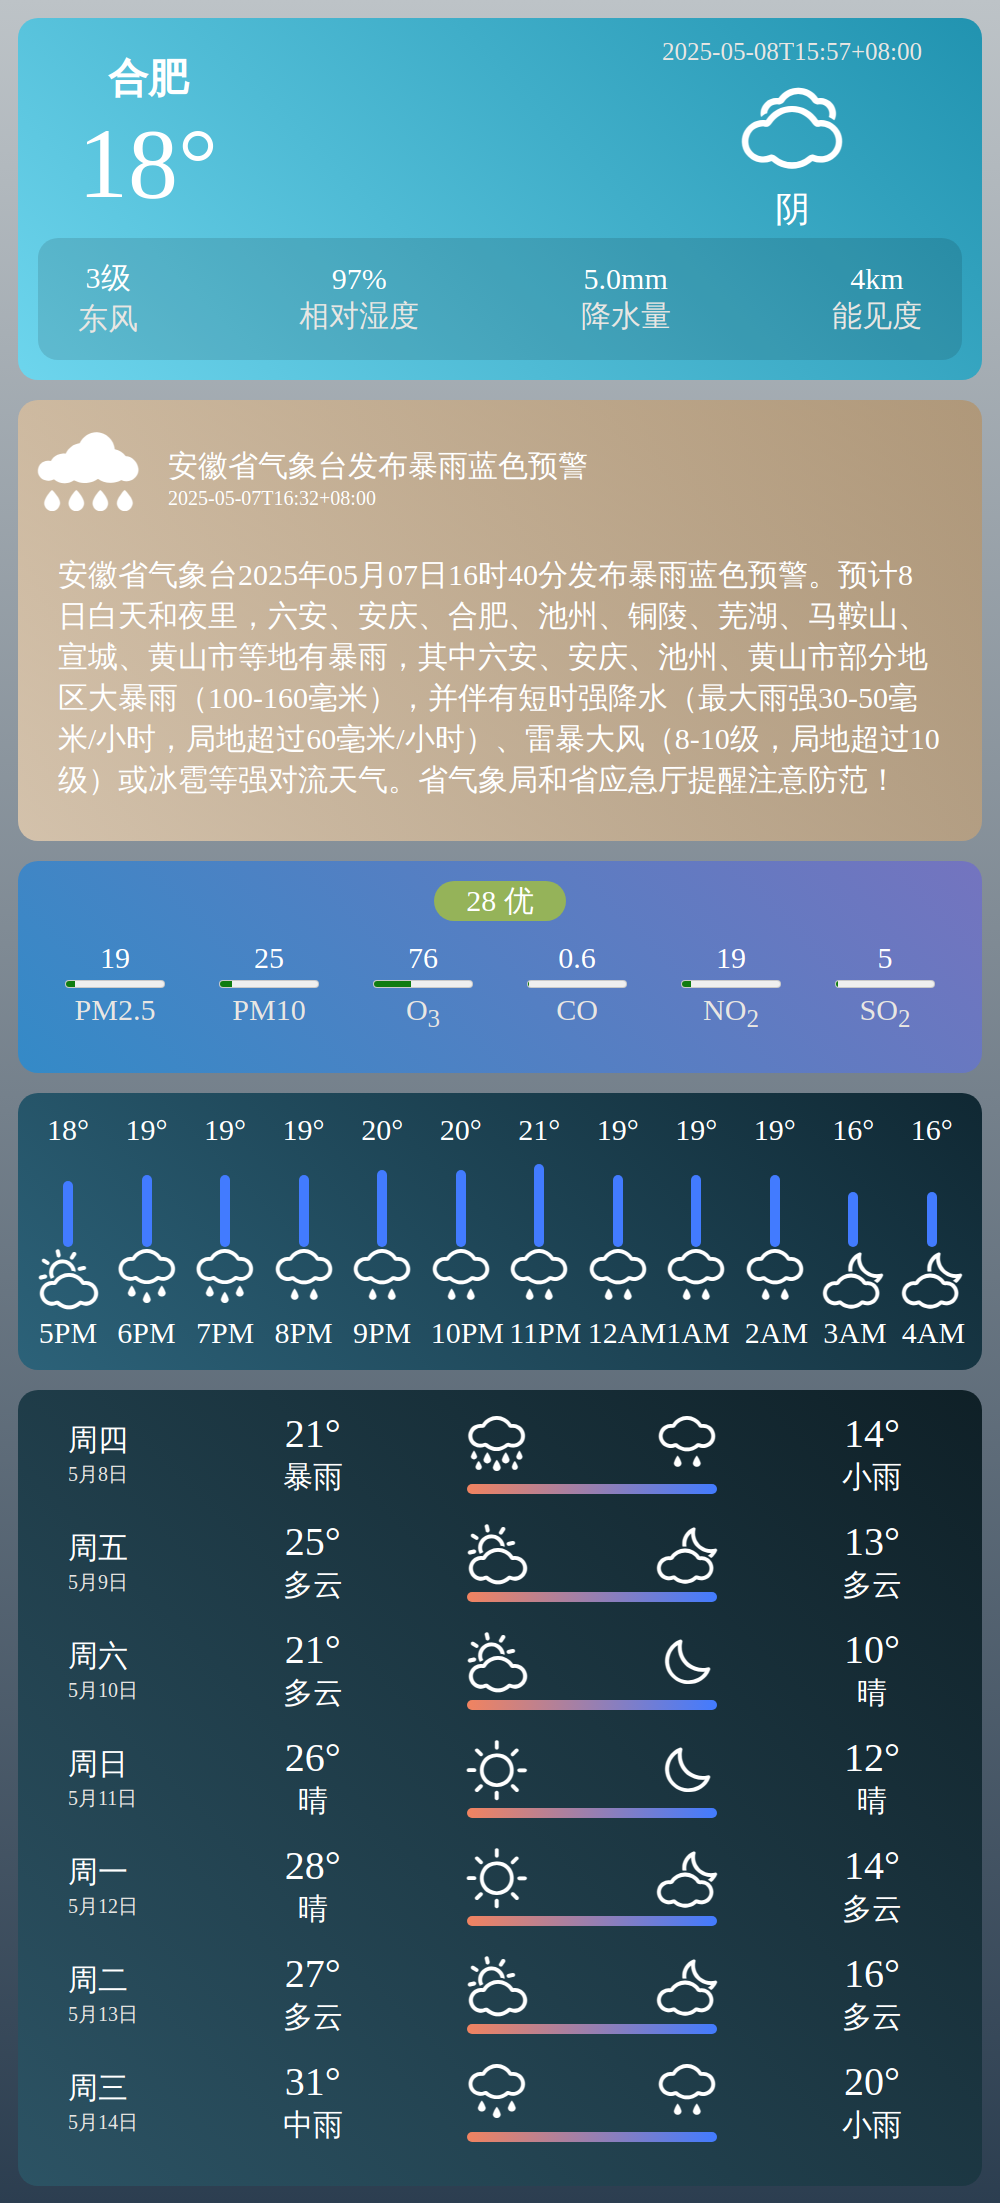 合肥
18°
2025-05-08T15:57+08:00
阴
3级 97% 5.0mm 4km
东风 相对湿度 降水量 能见度
安徽省气象台发布暴雨蓝色预警
2025-05-07T16:32+08:00
安徽省气象台2025年05月07日16时40分发布暴雨蓝色预警。预计8
日白天和夜里，六安、安庆、合肥、池州、铜陵、芜湖、马鞍山、
宣城、黄山市等地有暴雨，其中六安、安庆、池州、黄山市部分地
区大暴雨（100-160毫米），并伴有短时强降水（最大雨强30-50毫
米/小时，局地超过60毫米/小时）、雷暴大风（8-10级，局地超过10
级）或冰雹等强对流天气。省气象局和省应急厅提醒注意防范！
28 优
19 25 76 0.6 19 5
PM2.5 PM10 O3 CO NO2 SO2
18° 19° 19° 19° 20° 20° 21° 19° 19° 19° 16° 16°
5PM 6PM 7PM 8PM 9PM 10PM 11PM 12AM 1AM 2AM 3AM 4AM
周四 21° 14°
5月8日 暴雨 小雨
周五 25° 13°
5月9日 多云 多云
周六 21° 10°
5月10日 多云 晴
周日 26° 12°
5月11日 晴 晴
周一 28° 14°
5月12日 晴 多云
周二 27° 16°
5月13日 多云 多云
周三 31° 20°
5月14日 中雨 小雨